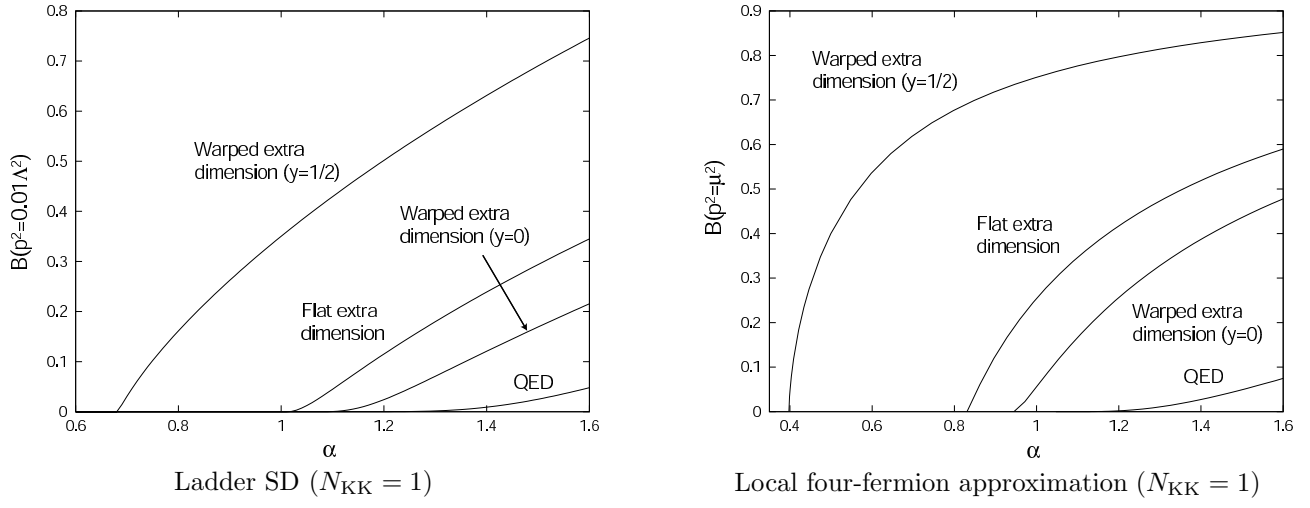 0.8
0.7
0.6
0.5
0.4
0.3
0.2
0.1
0
0.6
0.8
1
1.2
1.4
1.6
B(p²=0.01Λ²)
α
Warped extra
dimension (y=1/2)
Warped extra
dimension (y=0)
Flat extra
dimension
QED
Ladder SD (N_KK = 1)
1
0.9
0.8
0.7
0.6
0.5
0.4
0.3
0.2
0.1
0
0.4
0.6
0.8
1
1.2
1.4
1.6
B(p²=μ²)
α
Warped extra
dimension (y=1/2)
Flat extra
dimension
Warped extra
dimension (y=0)
QED
Local four-fermion approximation (N_KK = 1)